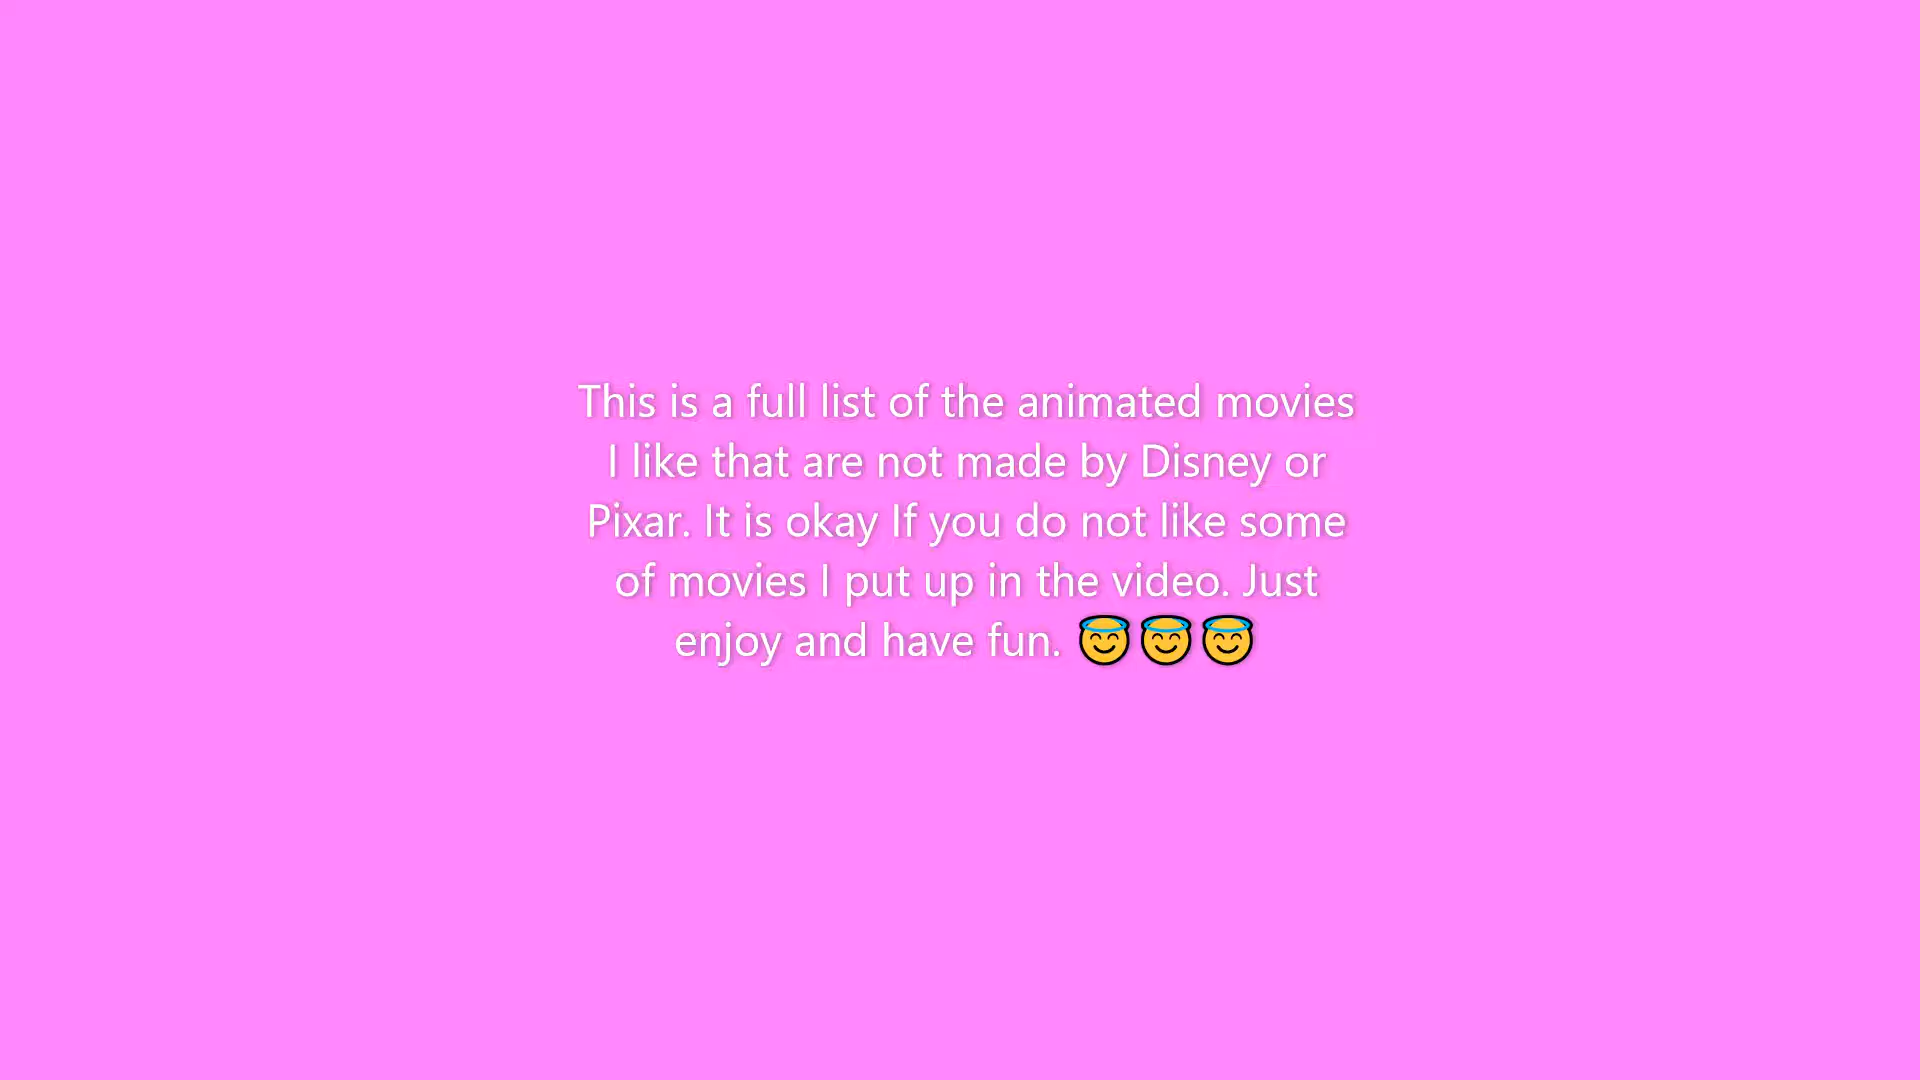 This is a full list of the animated movies
I like that are not made by Disney or
Pixar. It is okay If you do not like some
of movies I put up in the video. Just
enjoy and have fun. 😇😇😇